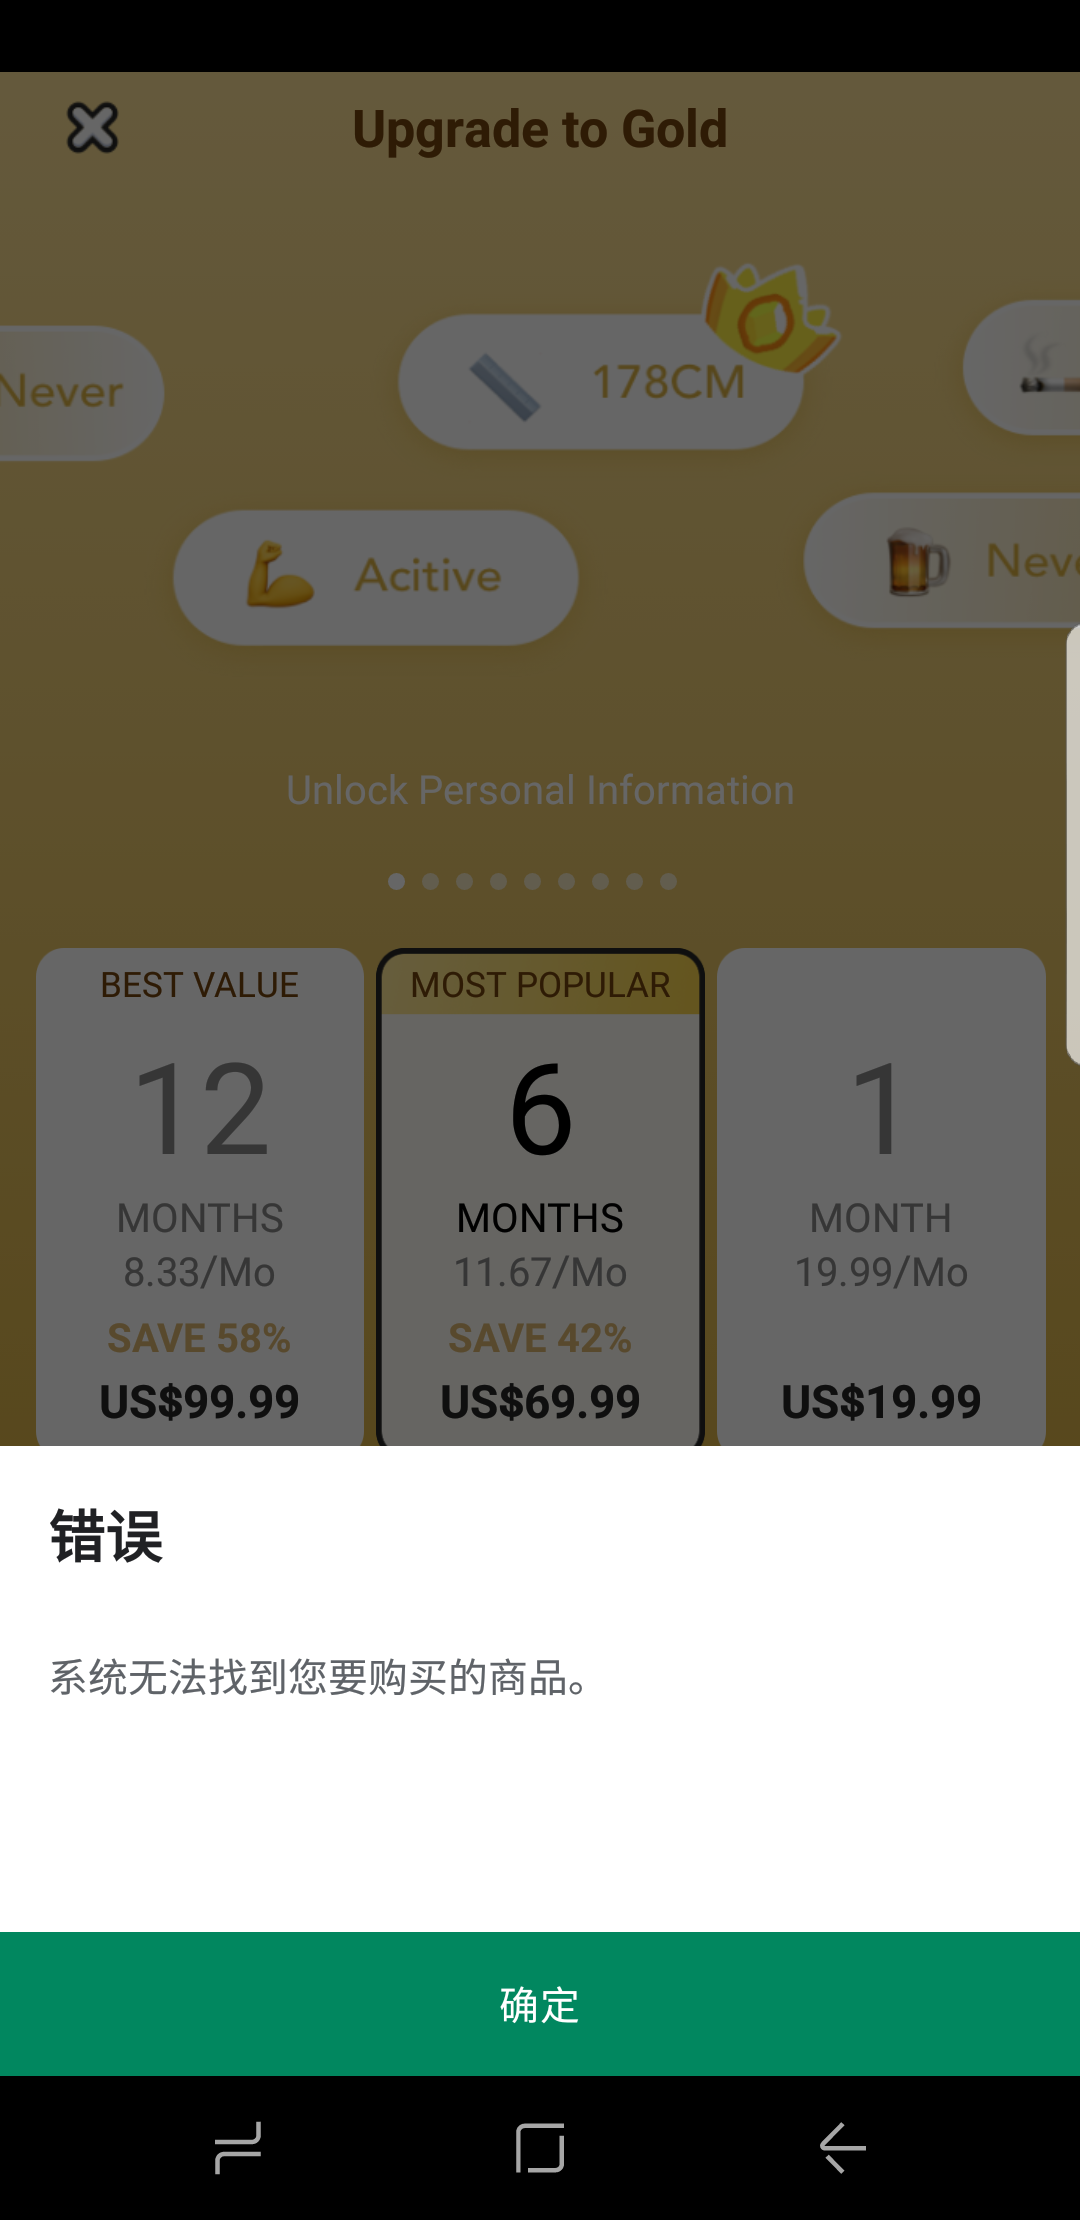 Upgrade to Gold
Never
178CM
Acitive
Neve
Unlock Personal Information
BEST VALUE
12
MONTHS
8.33/Mo
SAVE 58%
US$99.99
MOST POPULAR
6
MONTHS
11.67/Mo
SAVE 42%
US$69.99
1
MONTH
19.99/Mo
US$19.99
错误
系统无法找到您要购买的商品。
确定